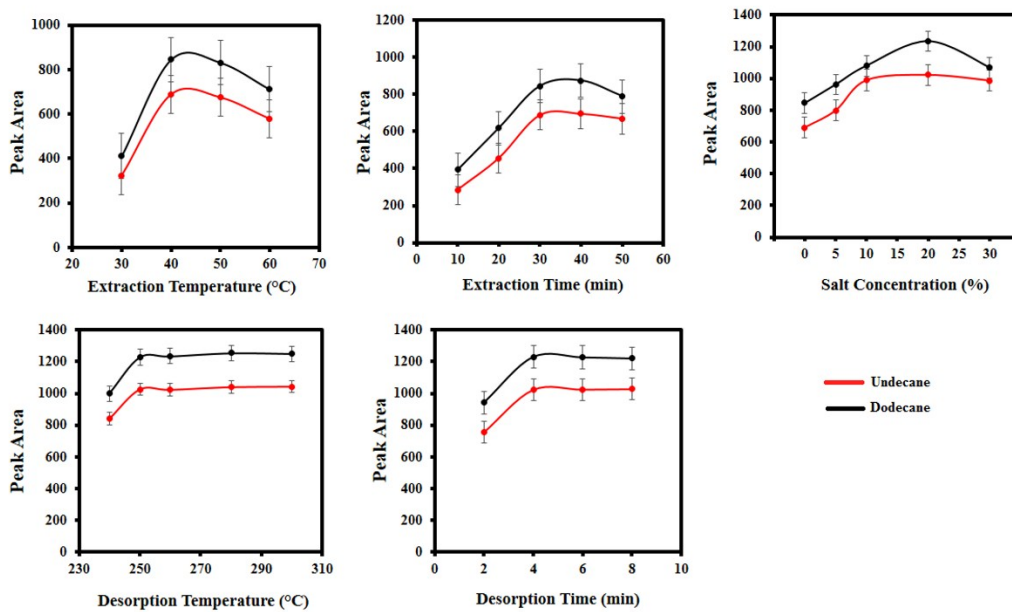 Peak Area
1000
800
600
400
200
0
20 30 40 50 60 70
Extraction Temperature (°C)
Peak Area
1200
1000
800
600
400
200
0
0 10 20 30 40 50 60
Extraction Time (min)
Peak Area
1400
1200
1000
800
600
400
200
0
0 5 10 15 20 25 30
Salt Concentration (%)
Peak Area
1400
1200
1000
800
600
400
200
0
230 250 270 290 310
Desorption Temperature (°C)
Peak Area
1400
1200
1000
800
600
400
200
0
0 2 4 6 8 10
Desorption Time (min)
Undecane
Dodecane